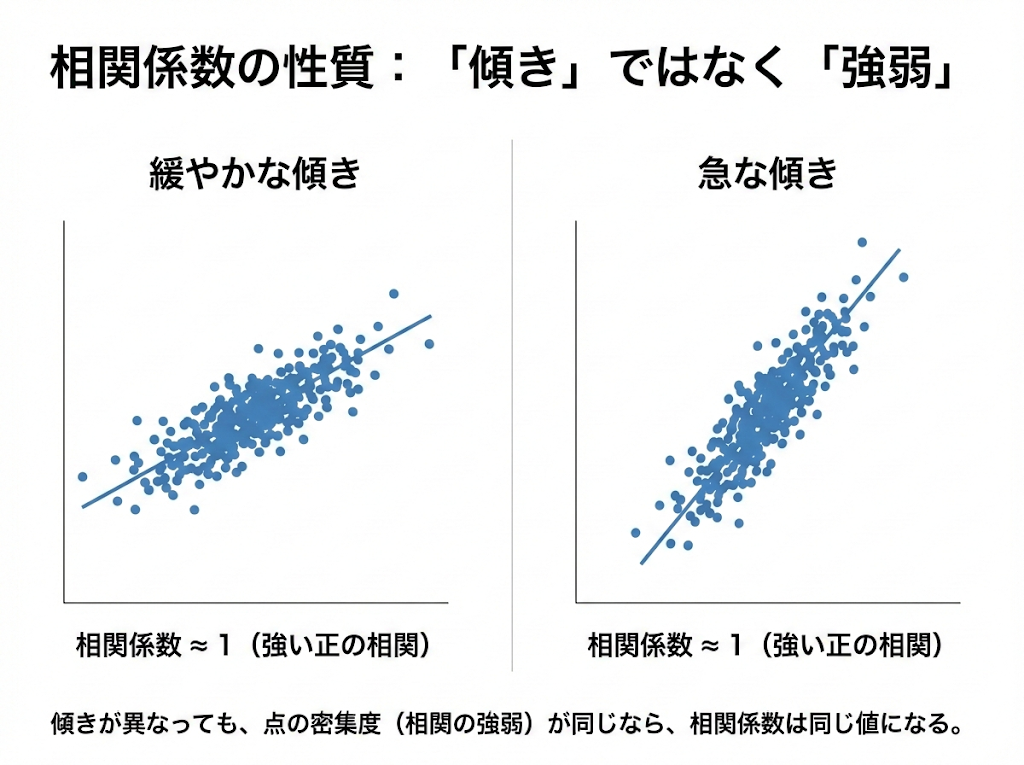 相関係数の性質：「傾き」ではなく「強弱」
緩やかな傾き
急な傾き
相関係数 ≈ 1（強い正の相関）
相関係数 ≈ 1（強い正の相関）
傾きが異なっても、点の密集度（相関の強弱）が同じなら、相関係数は同じ値になる。